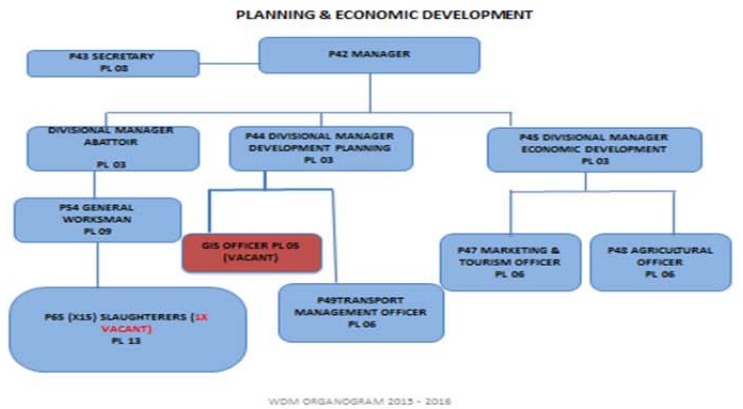 PLANNING & ECONOMIC DEVELOPMENT
P43 SECRETARY
PL 08
P42 MANAGER
DIVISIONAL MANAGER
ABATTOIR
PL 03
P44 DIVISIONAL MANAGER
DEVELOPMENT PLANNING
PL 03
P45 DIVISIONAL MANAGER
ECONOMIC DEVELOPMENT
PL 03
P54 GENERAL
WORKSMAN
PL 09
GIS OFFICER PL 05
(VACANT)
P47 MARKETING &
TOURISM OFFICER
PL 06
P48 AGRICULTURAL
OFFICER
PL 06
P65 (X15) SLAUGHTERERS (1X
VACANT)
PL 13
P49TRANSPORT
MANAGEMENT OFFICER
PL 06
WDM ORGANOGRAM 2015 - 2016